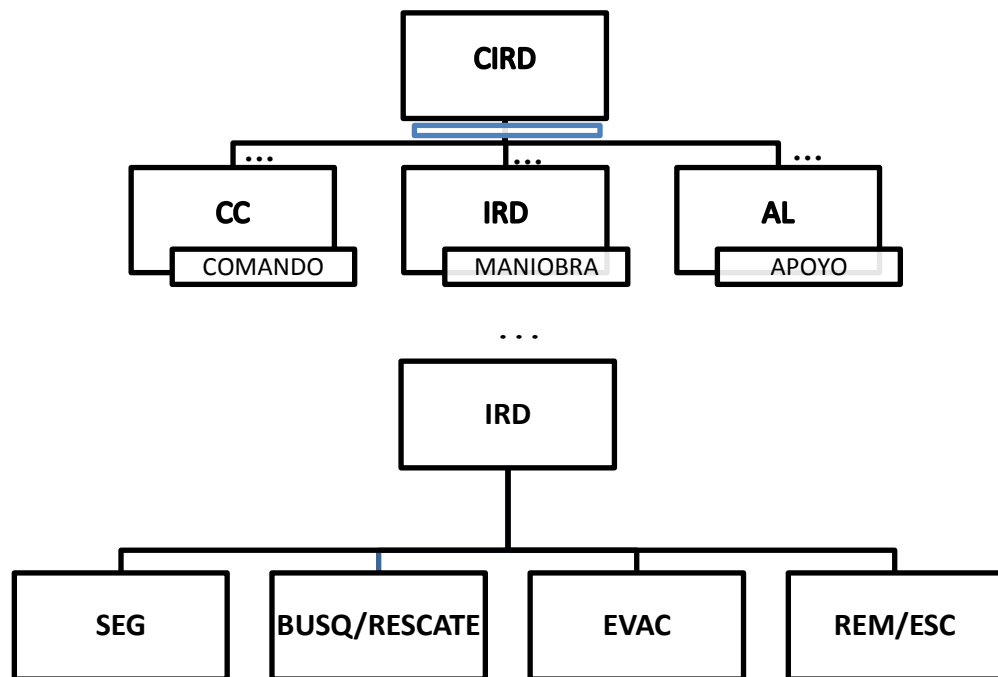 CIRD
... ... ...
CC IRD AL
COMANDO MANIOBRA APOYO
...
IRD
SEG BUSQ/RESCATE EVAC REM/ESC